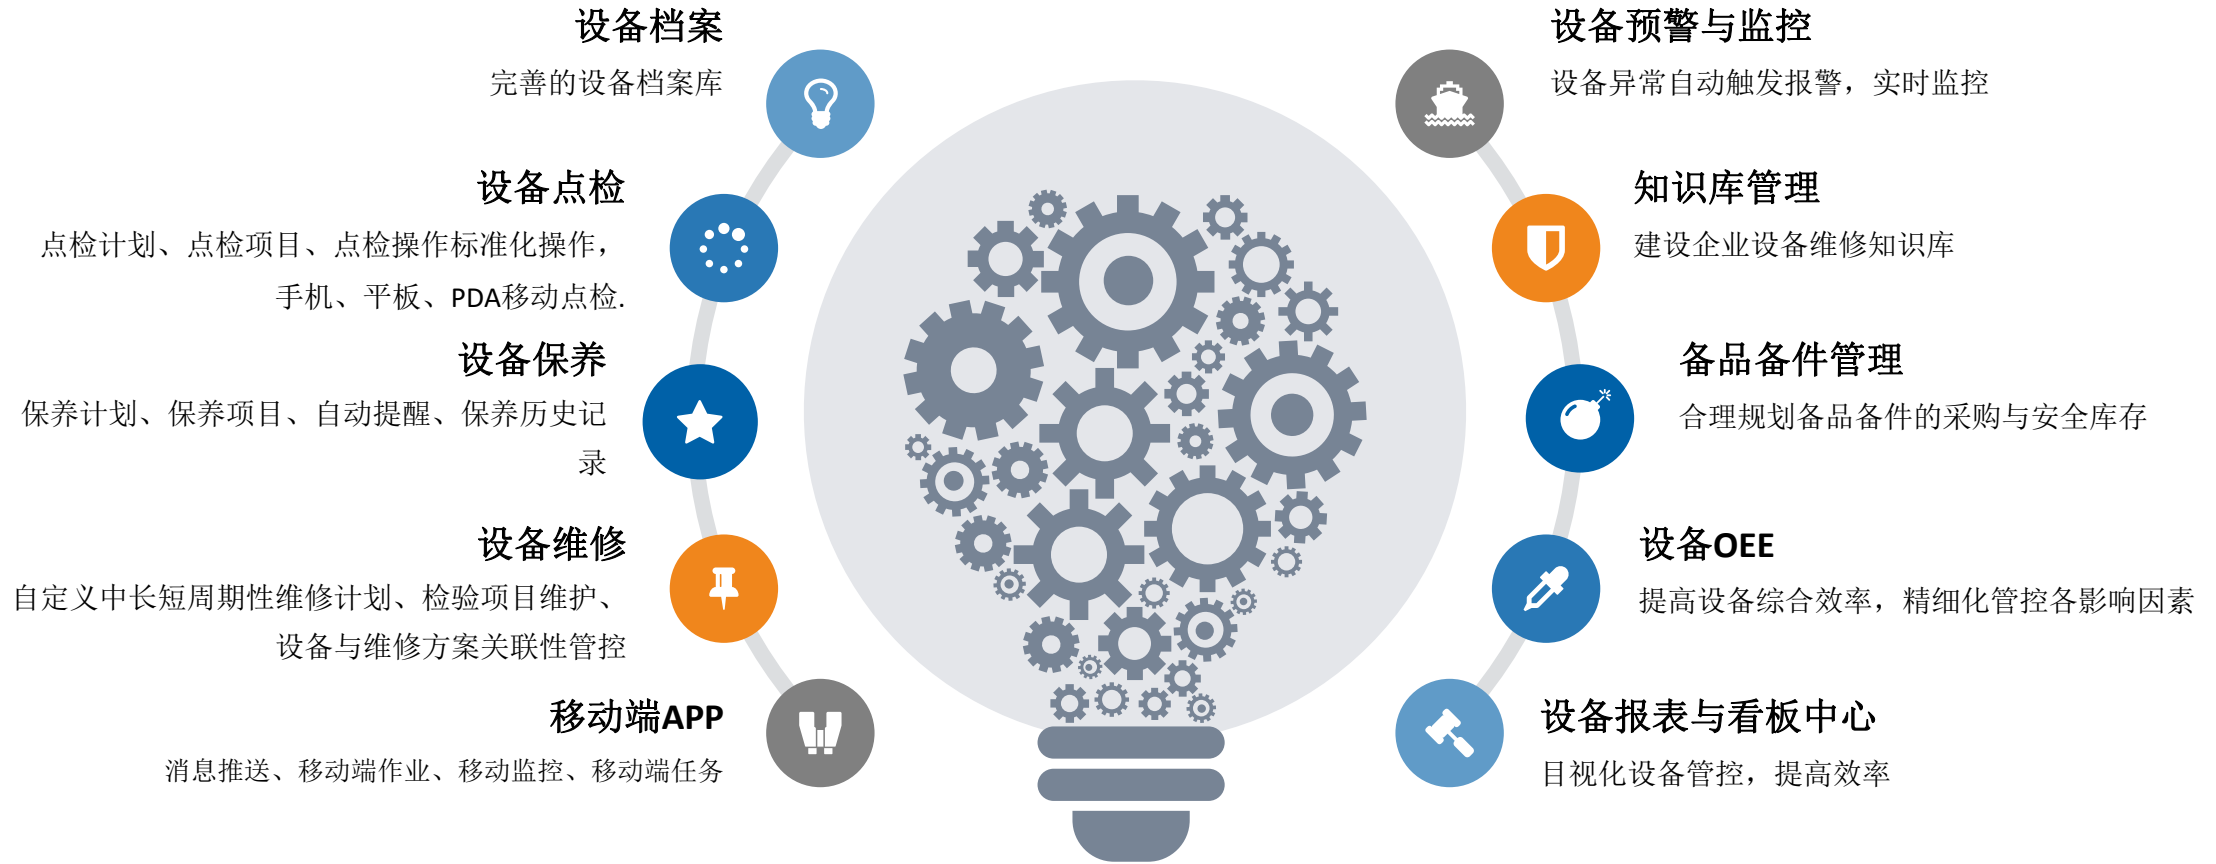 设备档案
完善的设备档案库
设备点检
点检计划、点检项目、点检操作标准化操作，
手机、平板、PDA移动点检.
设备保养
保养计划、保养项目、自动提醒、保养历史记
录
设备维修
自定义中长短周期性维修计划、检验项目维护、
设备与维修方案关联性管控
移动端APP
消息推送、移动端作业、移动监控、移动端任务
设备预警与监控
设备异常自动触发报警，实时监控
知识库管理
建设企业设备维修知识库
备品备件管理
合理规划备品备件的采购与安全库存
设备OEE
提高设备综合效率，精细化管控各影响因素
设备报表与看板中心
目视化设备管控，提高效率